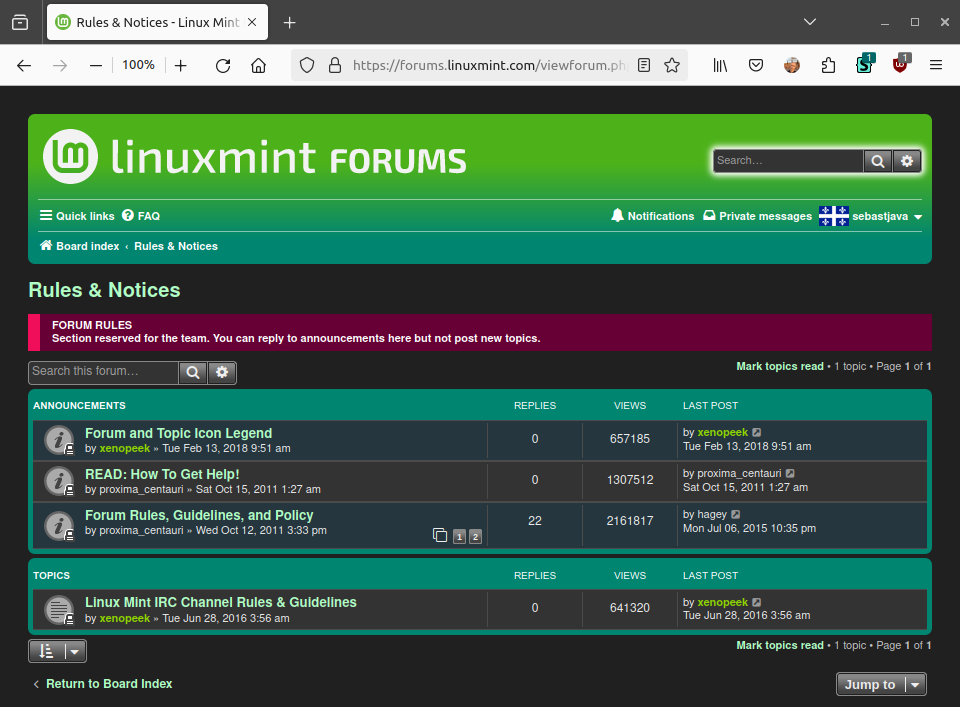 Rules & Notices - Linux Mint
100%
https://forums.linuxmint.com/viewforum.ph
1
1
linuxmint FORUMS
Search…
Quick links
FAQ
Notifications
Private messages
sebastjava
Board index ‹ Rules & Notices
Rules & Notices
FORUM RULES
Section reserved for the team. You can reply to announcements here but not post new topics.
Search this forum…
Mark topics read • 1 topic • Page 1 of 1
ANNOUNCEMENTS REPLIES VIEWS LAST POST
Forum and Topic Icon Legend
by xenopeek » Tue Feb 13, 2018 9:51 am
0
657185
by xenopeek
Tue Feb 13, 2018 9:51 am
READ: How To Get Help!
by proxima_centauri » Sat Oct 15, 2011 1:27 am
0
1307512
by proxima_centauri
Sat Oct 15, 2011 1:27 am
Forum Rules, Guidelines, and Policy
by proxima_centauri » Wed Oct 12, 2011 3:33 pm
1 2
22
2161817
by hagey
Mon Jul 06, 2015 10:35 pm
TOPICS REPLIES VIEWS LAST POST
Linux Mint IRC Channel Rules & Guidelines
by xenopeek » Tue Jun 28, 2016 3:56 am
0
641320
by xenopeek
Tue Jun 28, 2016 3:56 am
Mark topics read • 1 topic • Page 1 of 1
Return to Board Index
Jump to